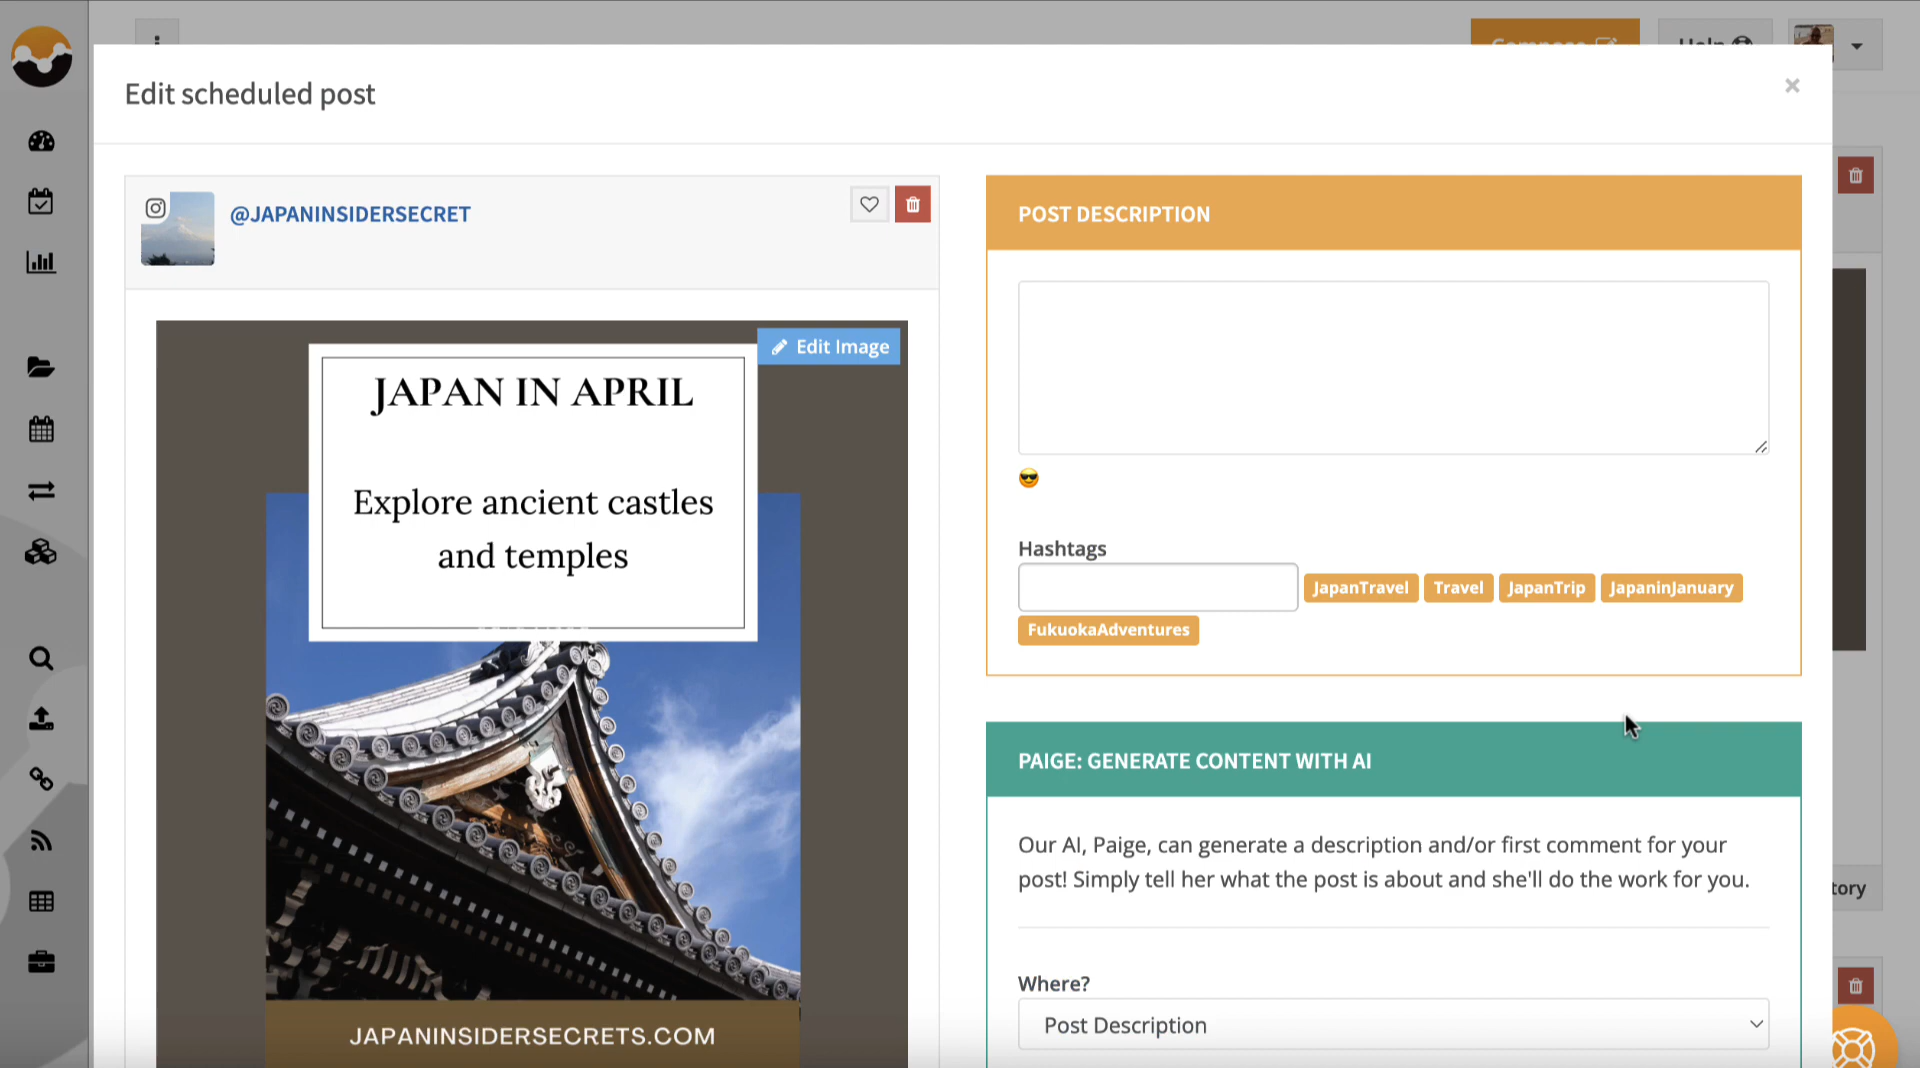 Compose
Help
Edit scheduled post
×
@JAPANINSIDERSECRET
Edit Image
JAPAN IN APRIL
Explore ancient castles
and temples
JAPANINSIDERSECRETS.COM
POST DESCRIPTION
Hashtags
JapanTravel Travel JapanTrip JapaninJanuary
FukuokaAdventures
PAIGE: GENERATE CONTENT WITH AI
Our AI, Paige, can generate a description and/or first comment for your
post! Simply tell her what the post is about and she'll do the work for you.
Where?
Post Description
tory